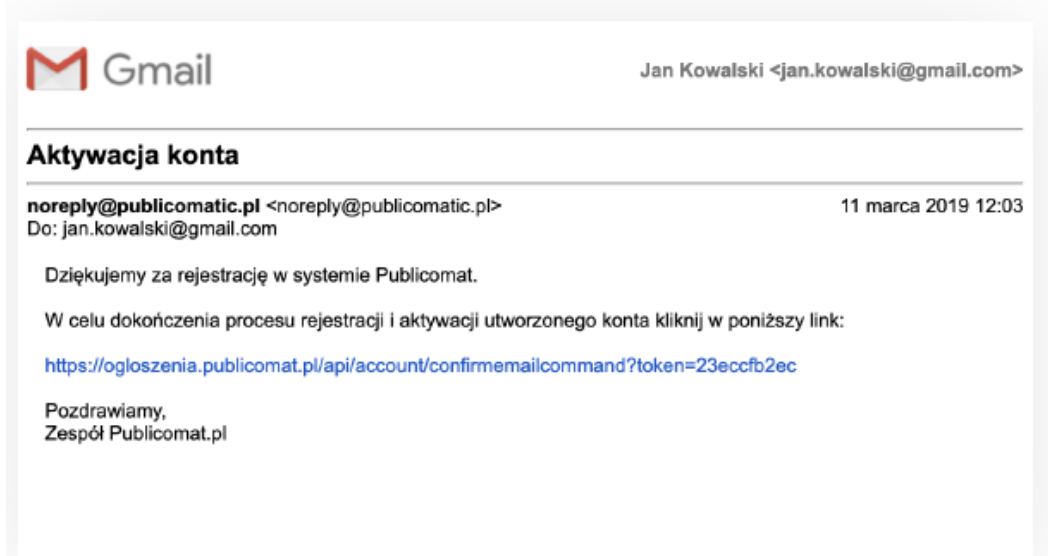 Gmail
Jan Kowalski <jan.kowalski@gmail.com>
Aktywacja konta
noreply@publicomatic.pl <noreply@publicomatic.pl>
11 marca 2019 12:03
Do: jan.kowalski@gmail.com
Dziękujemy za rejestrację w systemie Publicomat.
W celu dokończenia procesu rejestracji i aktywacji utworzonego konta kliknij w poniższy link:
https://ogloszenia.publicomat.pl/api/account/confirmemailcommand?token=23eccfb2ec
Pozdrawiamy,
Zespół Publicomat.pl